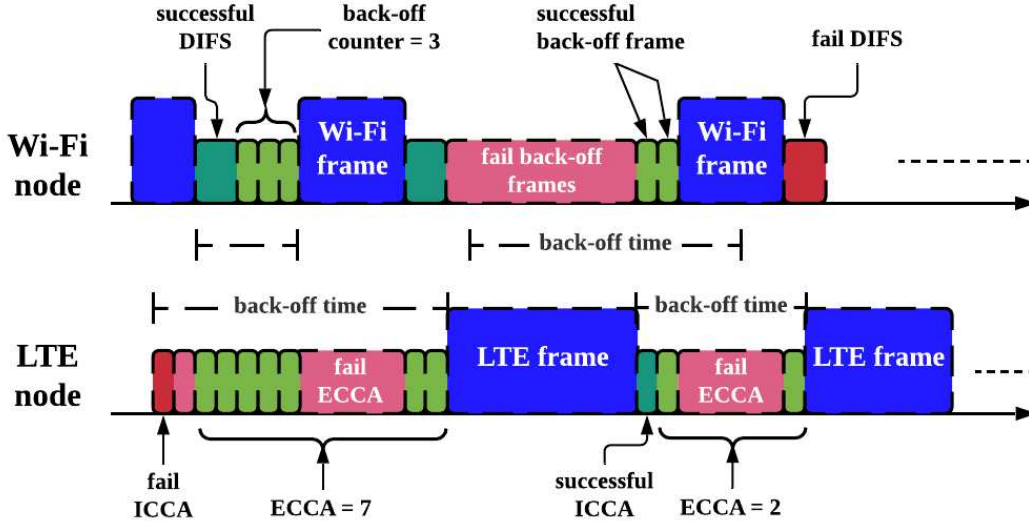 successful
DIFS
back-off
counter = 3
successful
back-off frame
fail DIFS
Wi-Fi
node
Wi-Fi
frame
fail back-off
frames
Wi-Fi
frame
back-off time
back-off time
back-off time
LTE
node
fail
ECCA
LTE frame
fail
ECCA
LTE frame
fail
ICCA
ECCA = 7
successful
ICCA
ECCA = 2